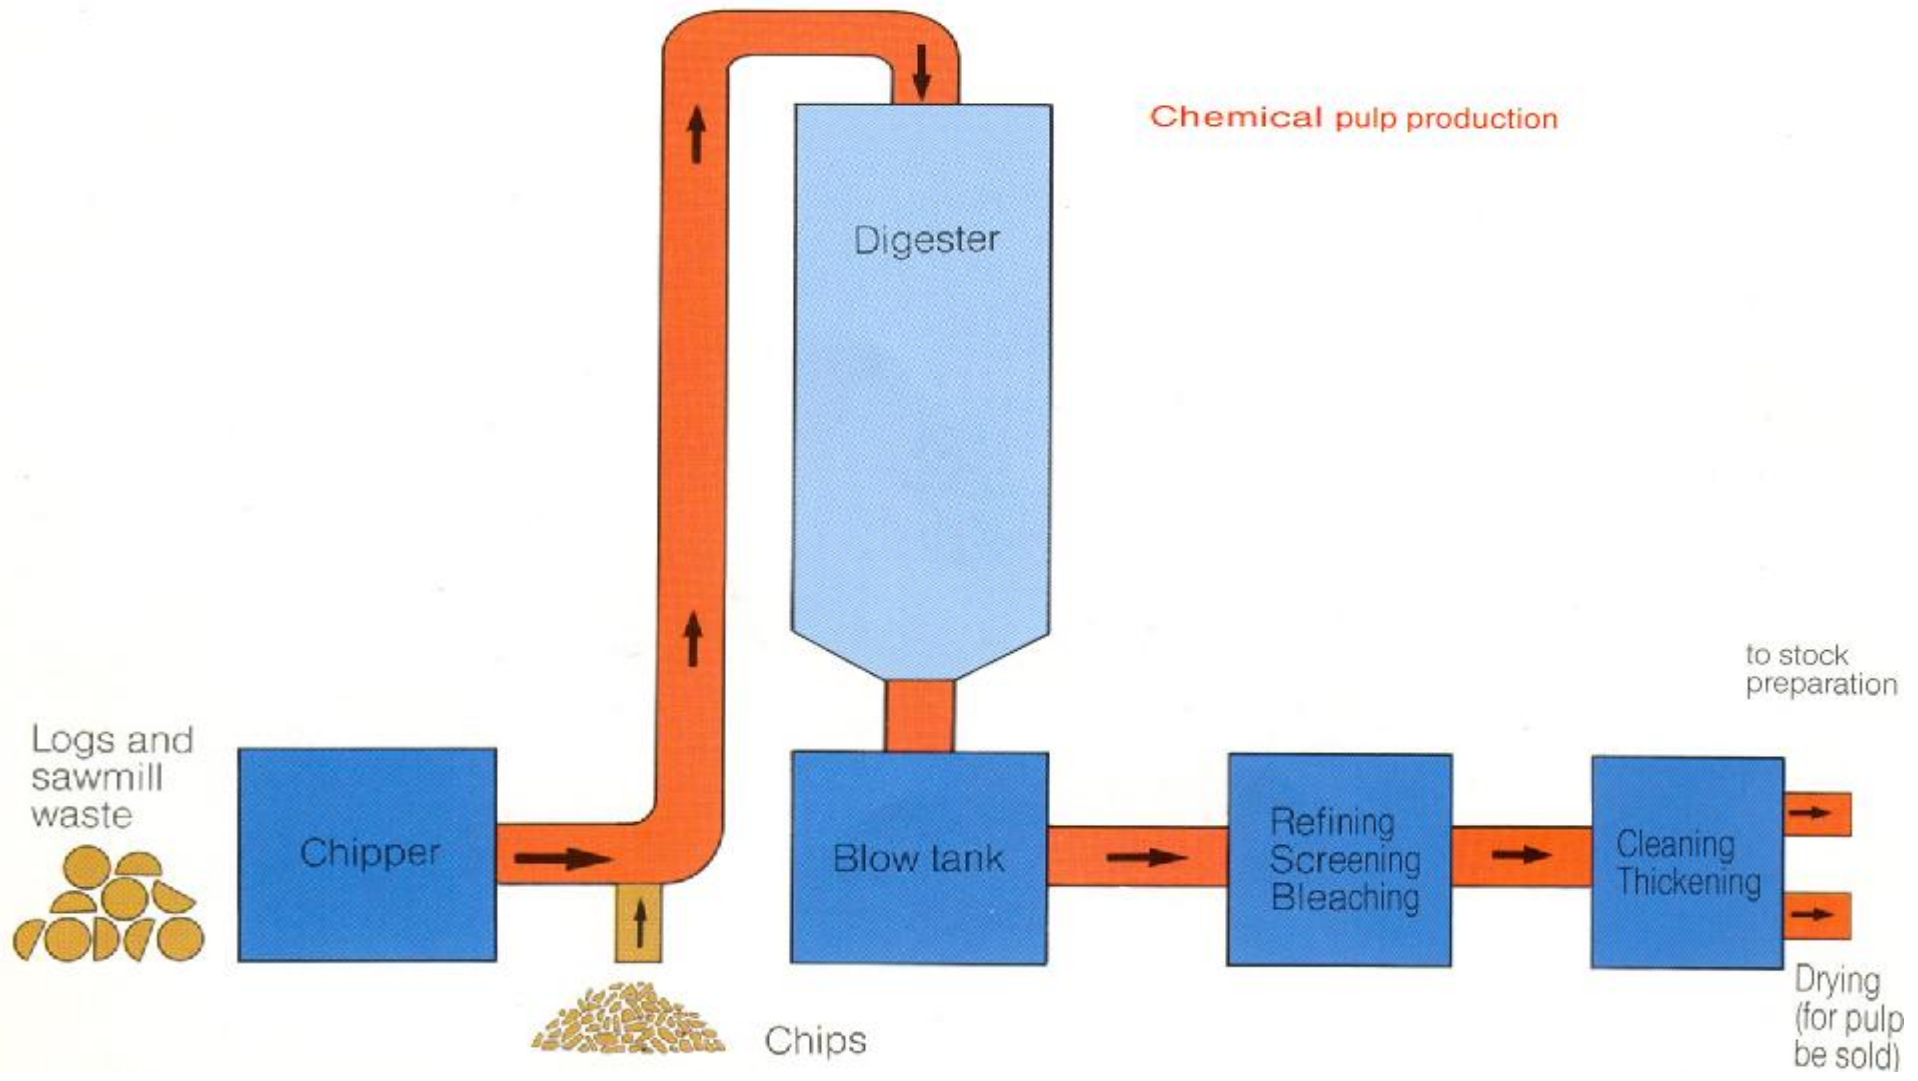 Chemical pulp production
Digester
to stock
preparation
Logs and
sawmill
waste
Chipper
Blow tank
Refining
Screening
Bleaching
Cleaning
Thickening
Chips
Drying
(for pulp
be sold)